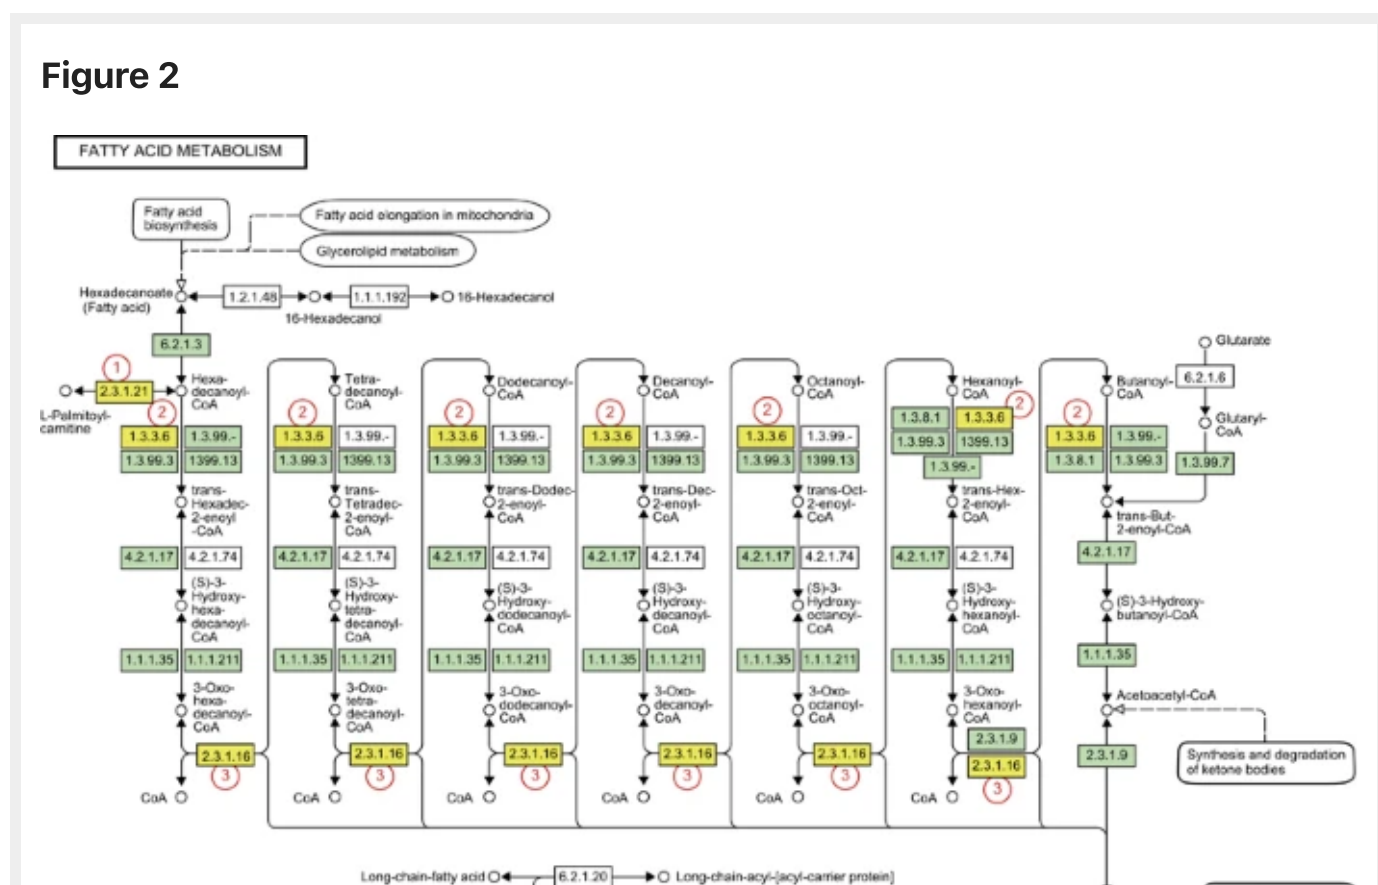 Figure 2
FATTY ACID METABOLISM
Fatty acid
biosynthesis
Fatty acid elongation in mitochondria
Glycerolipid metabolism
Hexadecanoate
(Fatty acid)
1.2.1.48
1.1.1.192
16-Hexadecanol
16-Hexadecanol
6.2.1.3
1
2.3.1.21
L-Palmitoyl-
carnitine
Hexa-
decanoyl-
CoA
2
1.3.3.6
1.3.99.-
1.3.99.3
1399.13
trans-
Hexadec-
2-enoyl
-CoA
4.2.1.17
4.2.1.74
(S)-3-
Hydroxy-
hexa-
decanoyl-
CoA
1.1.1.35
1.1.1.211
3-Oxo-
hexa-
decanoyl-
CoA
2.3.1.16
3
CoA
Tetra-
decanoyl-
CoA
2
1.3.3.6
1.3.99.-
1.3.99.3
1399.13
trans-
Tetradec-
2-enoyl-
CoA
4.2.1.17
4.2.1.74
(S)-3-
Hydroxy-
tetra-
decanoyl-
CoA
1.1.1.35
1.1.1.211
3-Oxo-
tetra-
decanoyl-
CoA
2.3.1.16
3
CoA
Dodecanoyl-
CoA
2
1.3.3.6
1.3.99.-
1.3.99.3
1399.13
trans-Dodec-
2-enoyl-
CoA
4.2.1.17
4.2.1.74
(S)-3-
Hydroxy-
dodecanoyl-
CoA
1.1.1.35
1.1.1.211
3-Oxo-
dodecanoyl-
CoA
2.3.1.16
3
CoA
Decanoyl-
CoA
2
1.3.3.6
1.3.99.-
1.3.99.3
1399.13
trans-Dec-
2-enoyl-
CoA
4.2.1.17
4.2.1.74
(S)-3-
Hydroxy-
decanoyl-
CoA
1.1.1.35
1.1.1.211
3-Oxo-
decanoyl-
CoA
2.3.1.16
3
CoA
Octanoyl-
CoA
2
1.3.3.6
1.3.99.-
1.3.99.3
1399.13
trans-Oct-
2-enoyl-
CoA
4.2.1.17
4.2.1.74
(S)-3-
Hydroxy-
octanoyl-
CoA
1.1.1.35
1.1.1.211
3-Oxo-
octanoyl-
CoA
2.3.1.16
3
CoA
Hexanoyl-
CoA
2
1.3.8.1
1.3.3.6
1.3.99.3
1399.13
1.3.99.-
trans-Hex-
2-enoyl-
CoA
4.2.1.17
4.2.1.74
(S)-3-
Hydroxy-
hexanoyl-
CoA
1.1.1.35
1.1.1.211
3-Oxo-
hexanoyl-
CoA
2.3.1.9
2.3.1.16
3
CoA
Butanoyl-
CoA
2
1.3.3.6
1.3.99.-
1.3.8.1
1.3.99.3
trans-But-
2-enoyl-CoA
4.2.1.17
(S)-3-Hydroxy-
butanoyl-CoA
1.1.1.35
Acetoacetyl-CoA
2.3.1.9
Glutarate
6.2.1.6
Glutaryl-
CoA
1.3.99.7
Synthesis and degradation
of ketone bodies
Long-chain-fatty acid
6.2.1.20
Long-chain-acyl-[acyl-carrier protein]